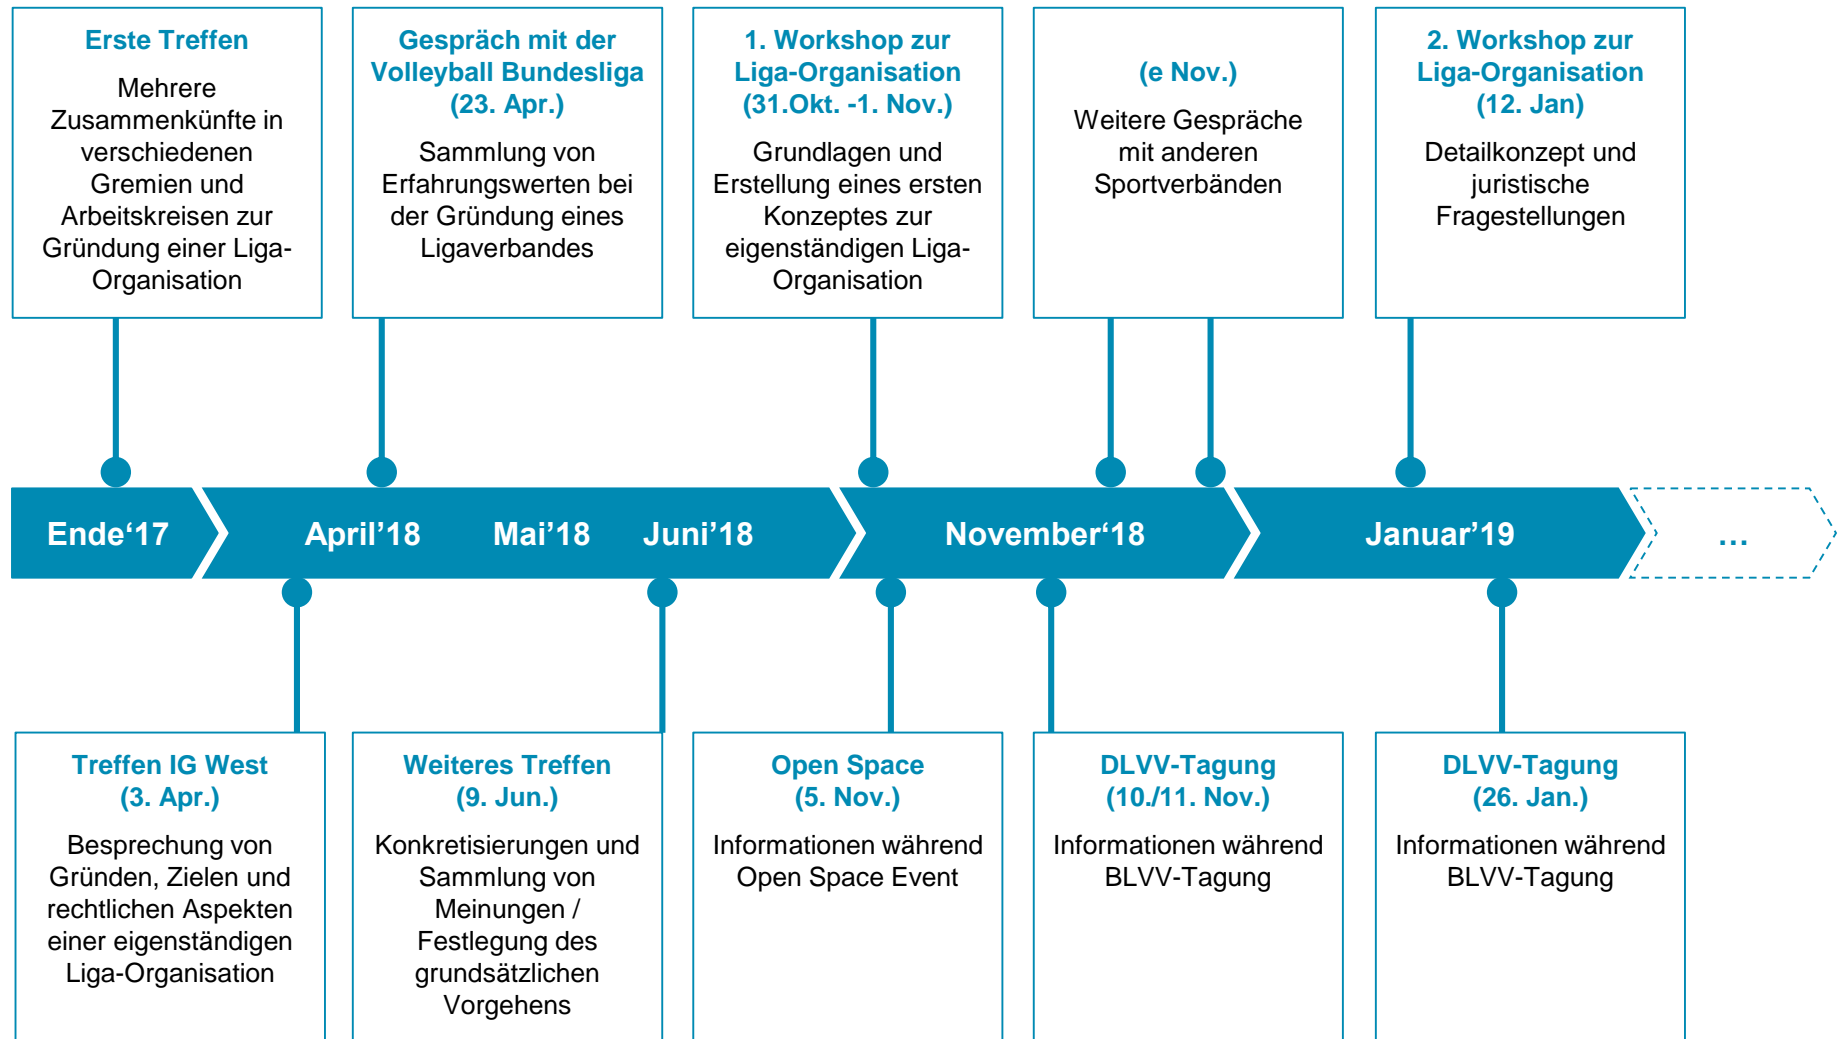 Erste Treffen
Mehrere
Zusammenkünfte in
verschiedenen
Gremien und
Arbeitskreisen zur
Gründung einer Liga-
Organisation
Gespräch mit der
Volleyball Bundesliga
(23. Apr.)
Sammlung von
Erfahrungswerten bei
der Gründung eines
Ligaverbandes
1. Workshop zur
Liga-Organisation
(31.Okt. -1. Nov.)
Grundlagen und
Erstellung eines ersten
Konzeptes zur
eigenständigen Liga-
Organisation
(e Nov.)
Weitere Gespräche
mit anderen
Sportverbänden
2. Workshop zur
Liga-Organisation
(12. Jan)
Detailkonzept und
juristische
Fragestellungen
Ende‘17
April’18
Mai’18
Juni’18
November‘18
Januar’19
...
Treffen IG West
(3. Apr.)
Besprechung von
Gründen, Zielen und
rechtlichen Aspekten
einer eigenständigen
Liga-Organisation
Weiteres Treffen
(9. Jun.)
Konkretisierungen und
Sammlung von
Meinungen /
Festlegung des
grundsätzlichen
Vorgehens
Open Space
(5. Nov.)
Informationen während
Open Space Event
DLVV-Tagung
(10./11. Nov.)
Informationen während
BLVV-Tagung
DLVV-Tagung
(26. Jan.)
Informationen während
BLVV-Tagung